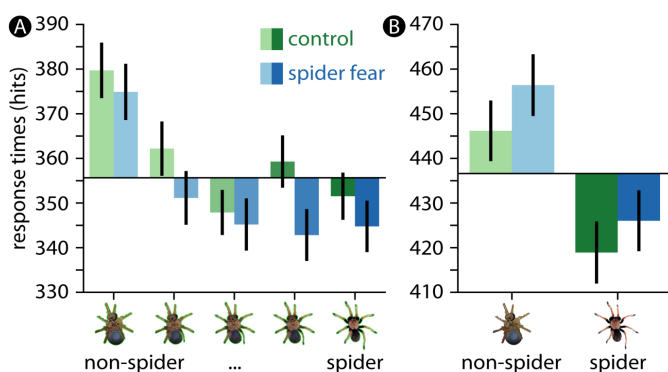 A
response times (hits)
390
380
370
360
350
340
330
control
spider fear
non-spider
...
spider
B
470
460
450
440
430
420
410
non-spider
spider